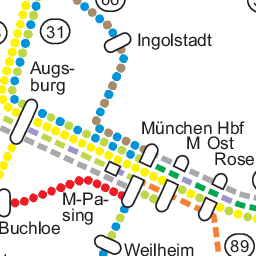 31
Ingolstadt
Augs-
burg
München Hbf
M Ost
Rose
M-Pa-
sing
Buchloe
Weilheim
89